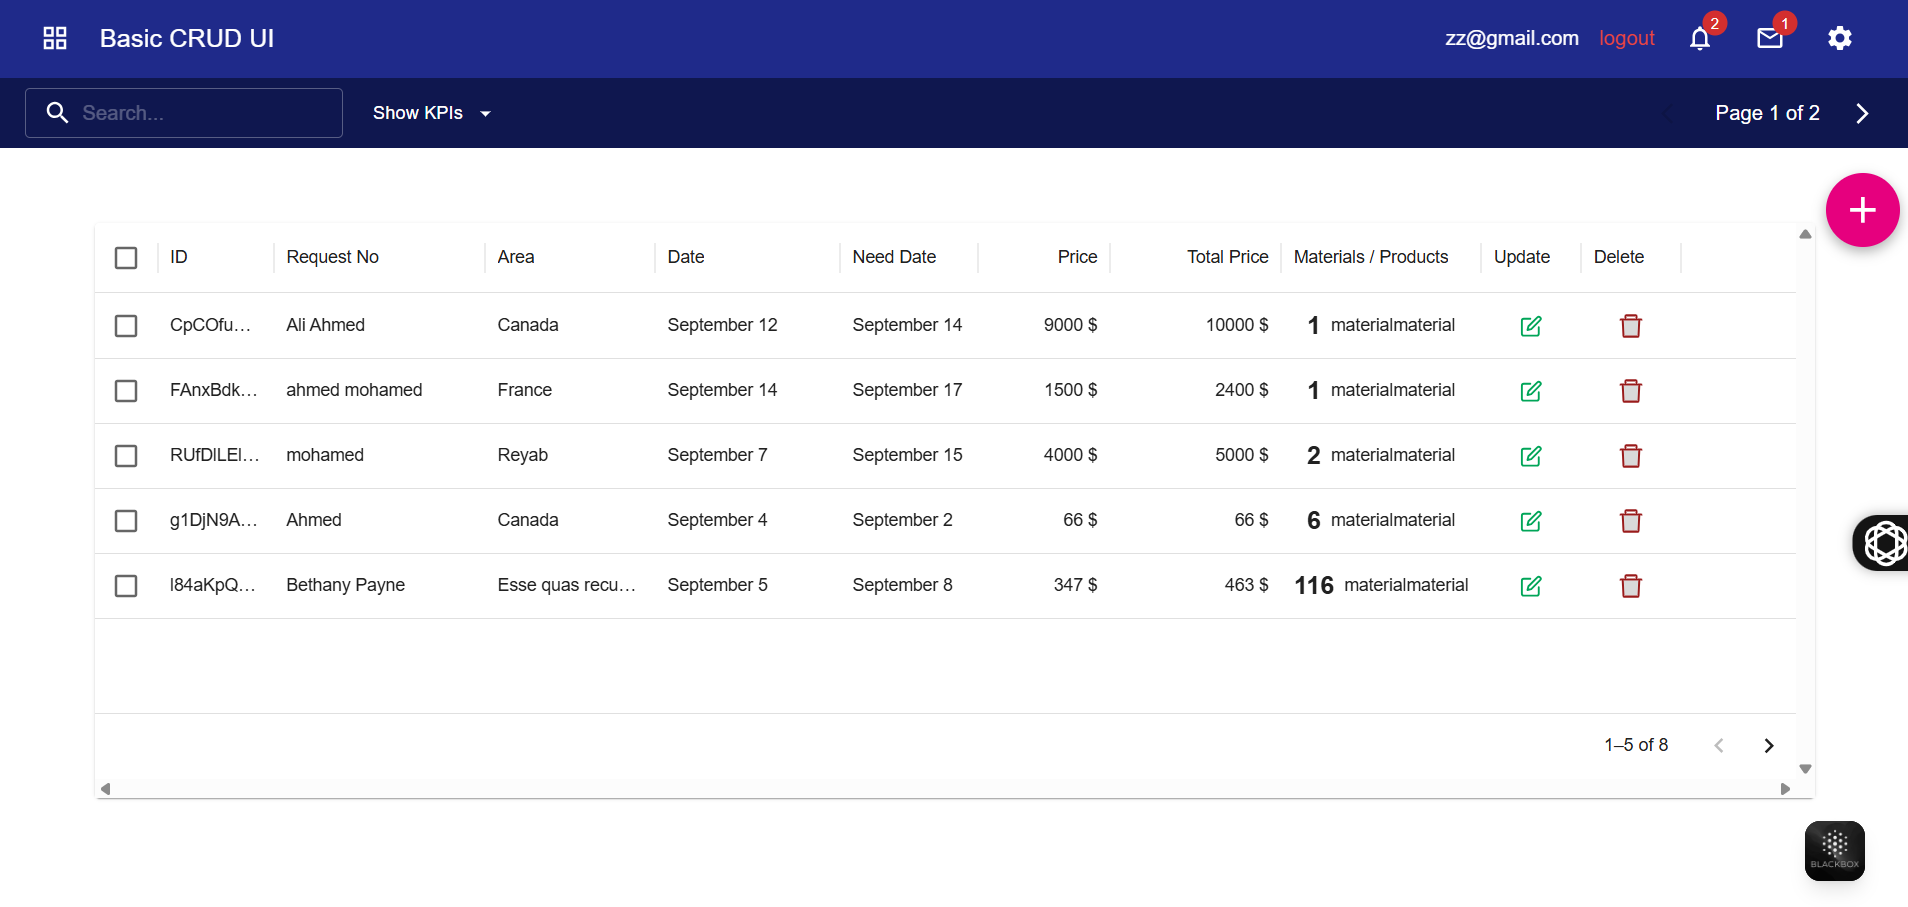 Basic CRUD UI zz@gmail.com logout 2 1
Search... Show KPIs Page 1 of 2
ID Request No Area Date Need Date Price Total Price Materials / Products Update Delete
CpCOfu... Ali Ahmed Canada September 12 September 14 9000 $ 10000 $ 1 materialmaterial
FAnxBdk... ahmed mohamed France September 14 September 17 1500 $ 2400 $ 1 materialmaterial
RUfDlLEl... mohamed Reyab September 7 September 15 4000 $ 5000 $ 2 materialmaterial
g1DjN9A... Ahmed Canada September 4 September 2 66 $ 66 $ 6 materialmaterial
l84aKpQ... Bethany Payne Esse quas recu... September 5 September 8 347 $ 463 $ 116 materialmaterial
1–5 of 8
BLACKBOX